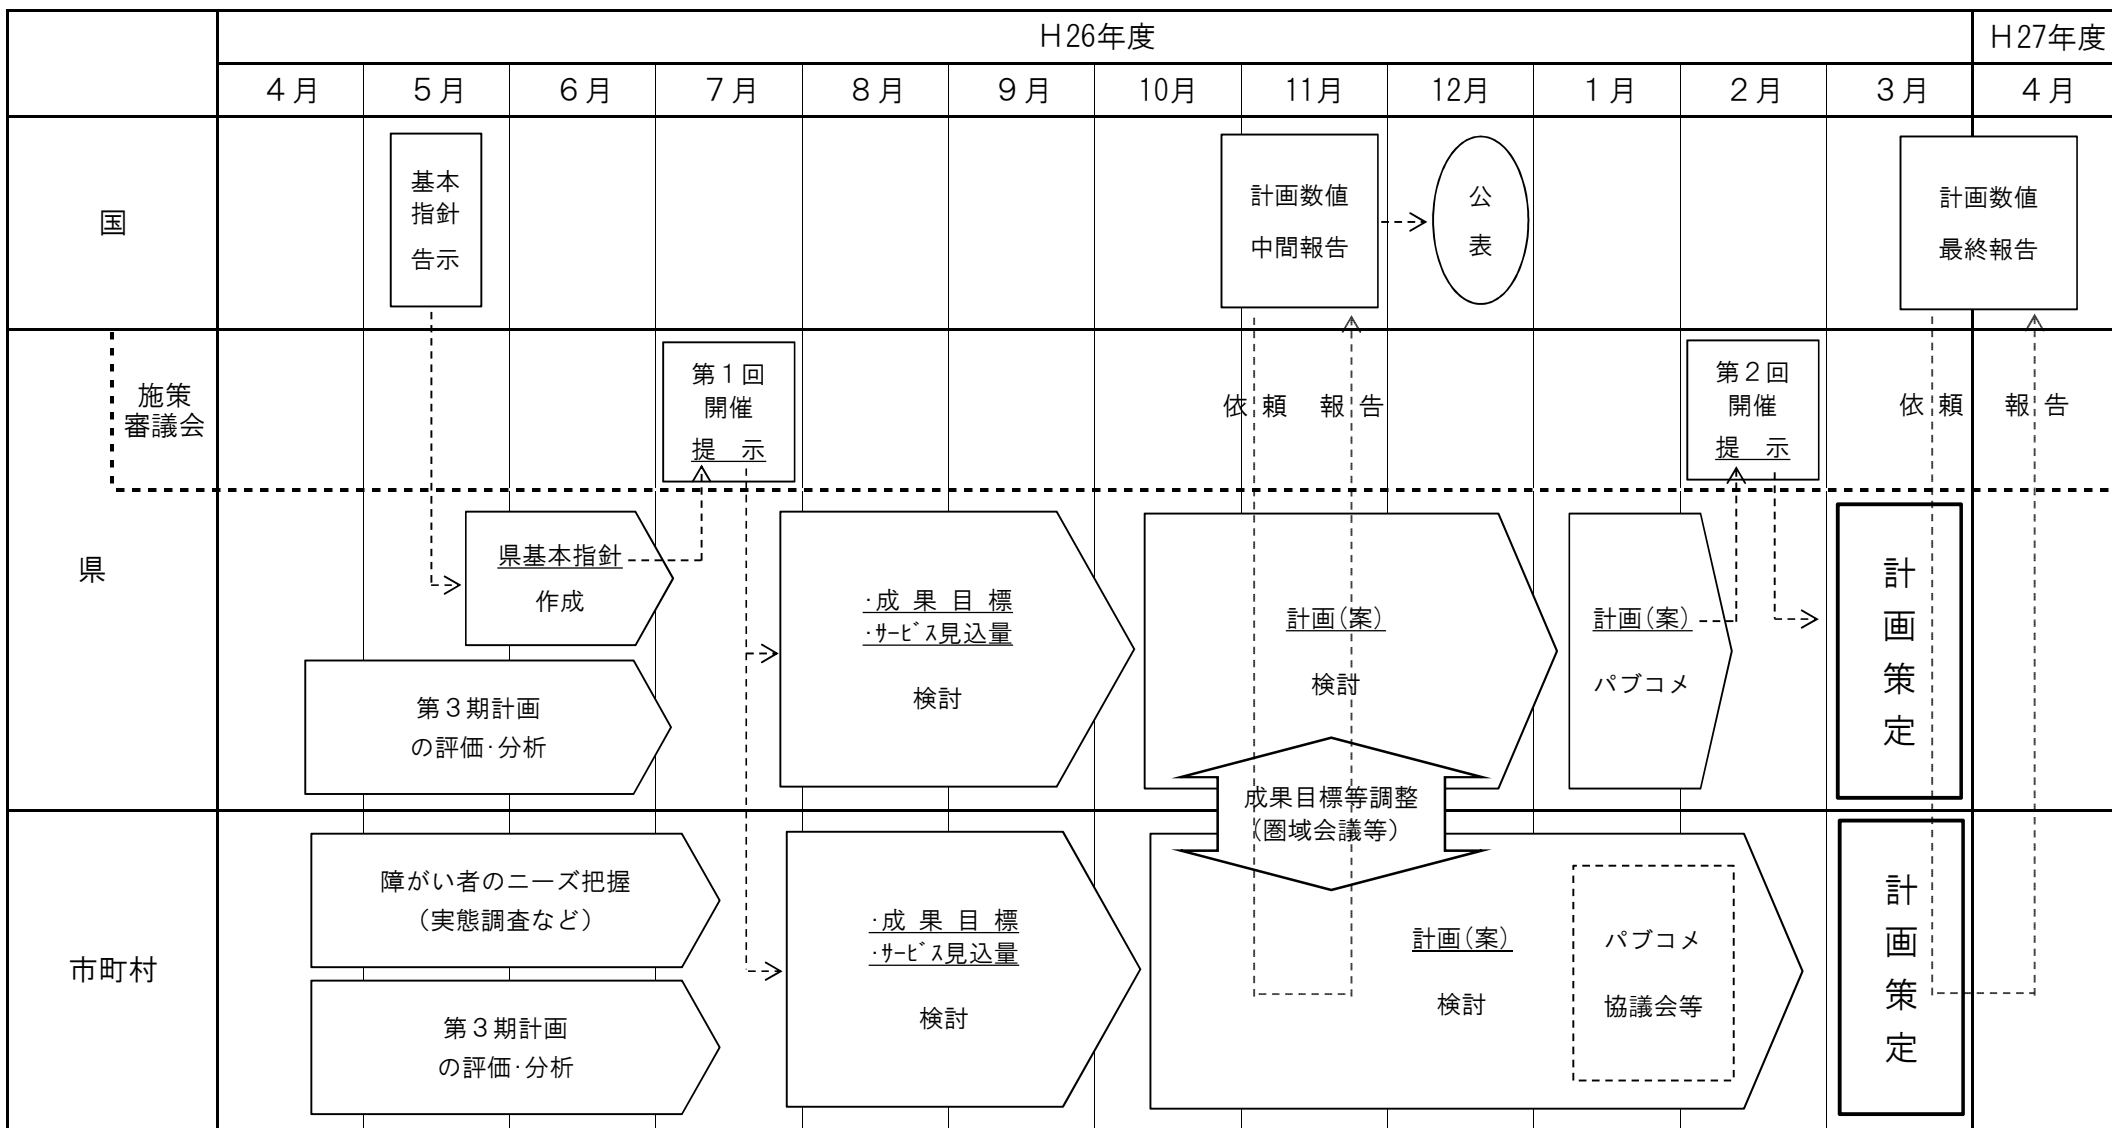 Ｈ26年度
Ｈ27年度
４月
５月
６月
７月
８月
９月
10月
11月
12月
１月
２月
３月
４月
国
基本
指針
告示
計画数値
中間報告
公
表
計画数値
最終報告
施策
審議会
第１回
開催
提　示
依頼
報告
第２回
開催
提　示
依頼
報告
県
県基本指針
作成
第３期計画
の評価･分析
･成 果 目 標
･ｻｰﾋﾞｽ見込量
検討
計画(案)
検討
計画(案)
パブコメ
計
画
策
定
成果目標等調整
（圏域会議等）
市町村
障がい者のニーズ把握
（実態調査など）
第３期計画
の評価･分析
･成 果 目 標
･ｻｰﾋﾞｽ見込量
検討
計画(案)
検討
パブコメ
協議会等
計
画
策
定